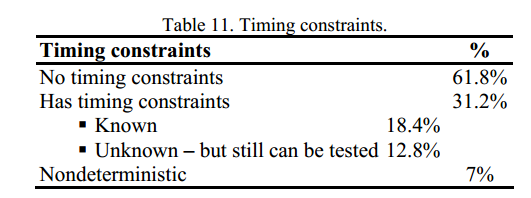 Table 11. Timing constraints.
Timing constraints %
No timing constraints 61.8%
Has timing constraints 31.2%
▪ Known 18.4%
▪ Unknown – but still can be tested 12.8%
Nondeterministic 7%